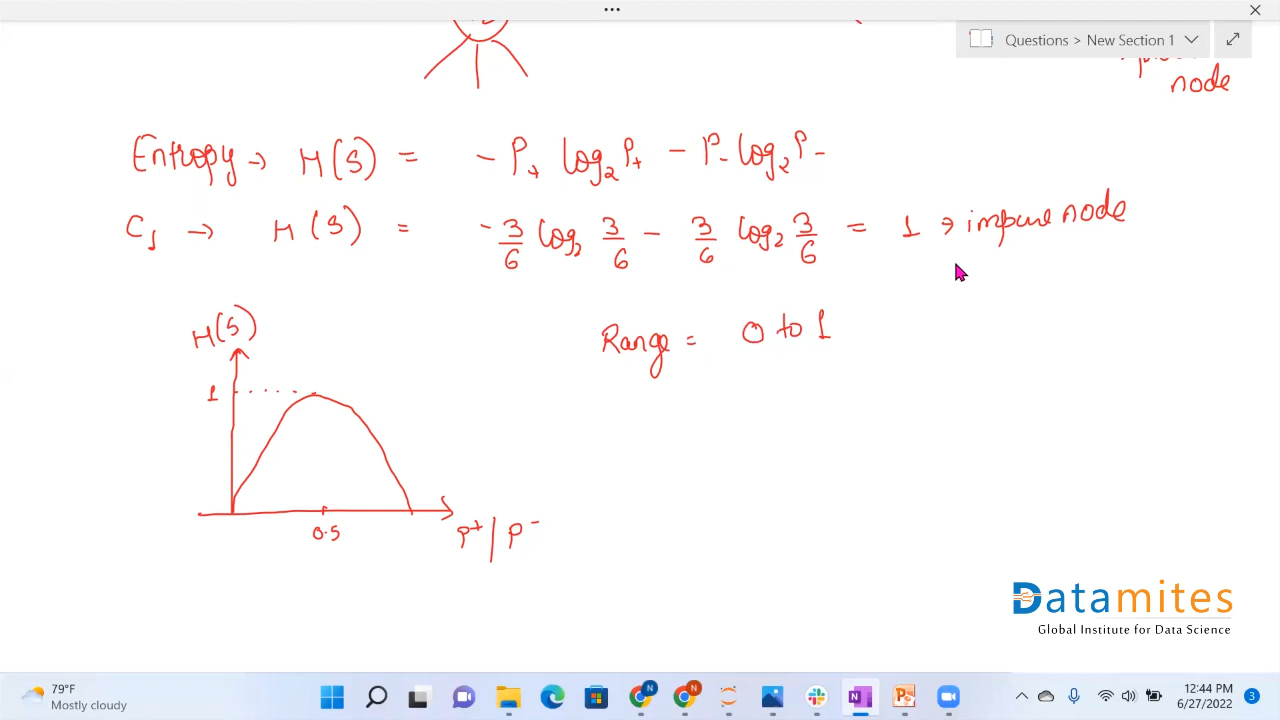 Questions > New Section 1
node
Entropy → H(S) = - P+ log2 P+ - P- log2 P-
C1 → H(S) = - 3/6 log2 3/6 - 3/6 log2 3/6 = 1 → impure node
H(S)
Range = 0 to 1
1
0.5
P+ | P-
Datamites
Global Institute for Data Science
79°F
Mostly cloudy
12:44 PM
6/27/2022
3